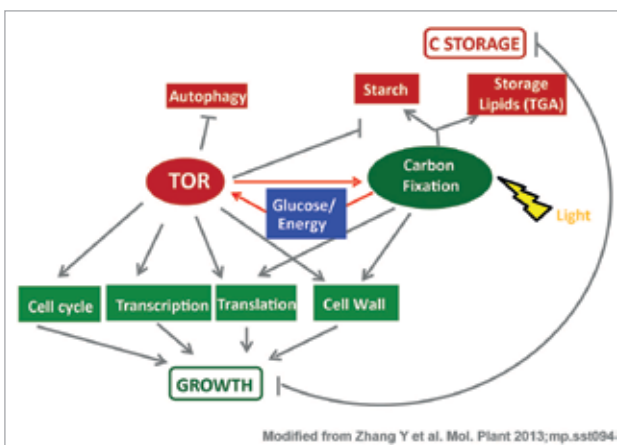 C STORAGE
Autophagy
Starch
Storage
Lipids (TGA)
TOR
Carbon
Fixation
Glucose/
Energy
Light
Cell cycle
Transcription
Translation
Cell Wall
GROWTH
Modified from Zhang Y et al. Mol. Plant 2013;mp.sst094-